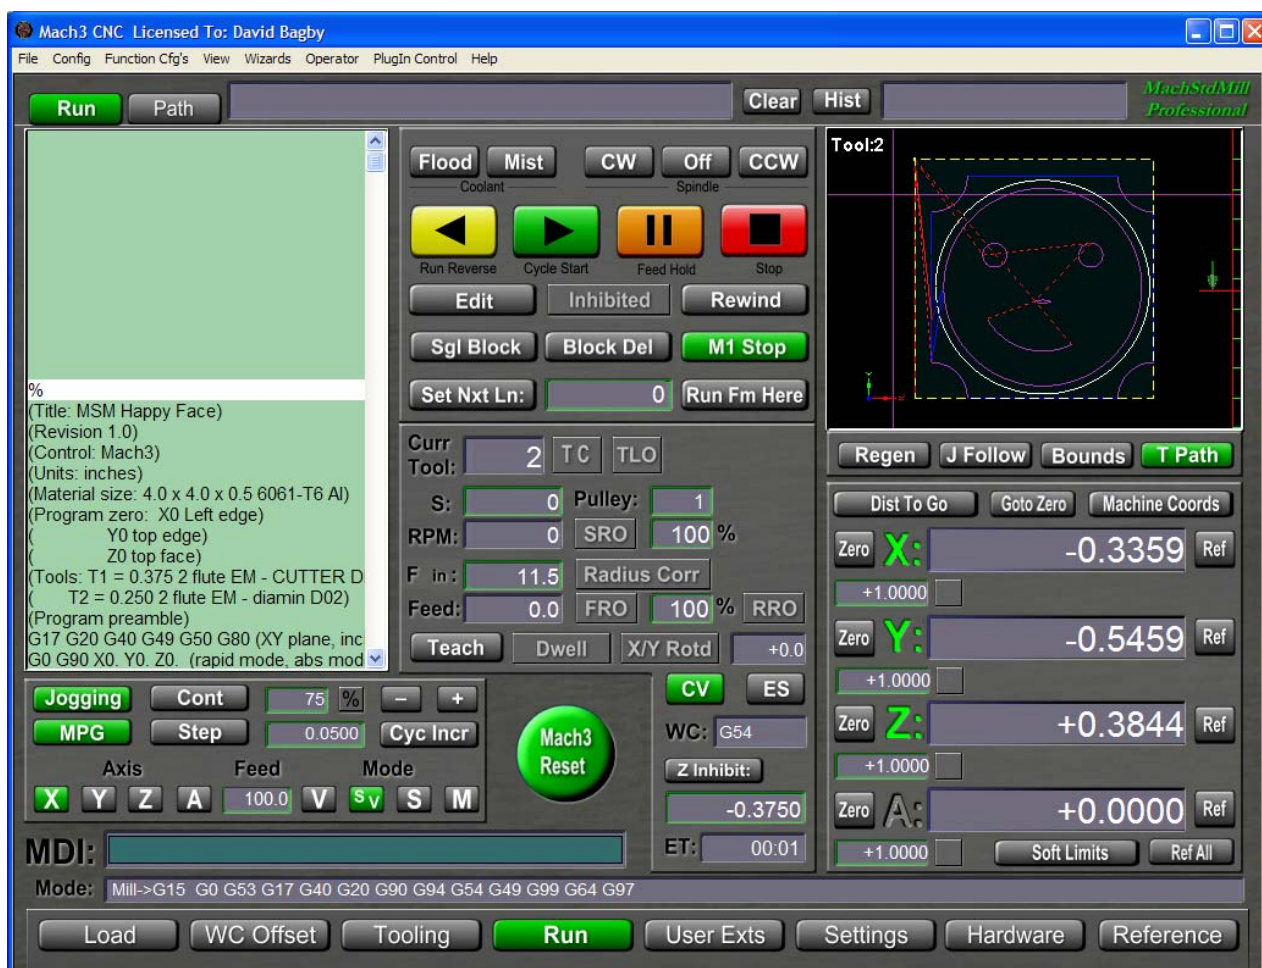 Mach3 CNC Licensed To: David Bagby
File Config Function Cfg's View Wizards Operator PlugIn Control Help
Run Path Clear Hist MachStdMill
Professional
Tool:2
Flood Mist CW Off CCW
Coolant Spindle
Run Reverse Cycle Start Feed Hold Stop
Edit Inhibited Rewind
Sgl Block Block Del M1 Stop
Set Nxt Ln: 0 Run Fm Here
%
(Title: MSM Happy Face)
(Revision 1.0)
(Control: Mach3)
(Units: inches)
(Material size: 4.0 x 4.0 x 0.5 6061-T6 Al)
(Program zero: X0 Left edge)
( Y0 top edge)
( Z0 top face)
(Tools: T1 = 0.375 2 flute EM - CUTTER D
( T2 = 0.250 2 flute EM - diamin D02)
(Program preamble)
G17 G20 G40 G49 G50 G80 (XY plane, inc
G0 G90 X0. Y0. Z0. (rapid mode, abs mod
Curr
Tool: 2 T C TLO
S: 0 Pulley: 1
RPM: 0 SRO 100 %
F in : 11.5 Radius Corr
Feed: 0.0 FRO 100 % RRO
Teach Dwell X/Y Rotd +0.0
Regen J Follow Bounds T Path
Dist To Go Goto Zero Machine Coords
Zero X: -0.3359 Ref
+1.0000
Zero Y: -0.5459 Ref
+1.0000
Zero Z: +0.3844 Ref
+1.0000
Zero A: +0.0000 Ref
+1.0000 Soft Limits Ref All
Jogging Cont 75 % - +
MPG Step 0.0500 Cyc Incr
Axis Feed Mode
X Y Z A 100.0 V SV S M
Mach3
Reset
CV ES
WC: G54
Z Inhibit:
-0.3750
ET: 00:01
MDI:
Mode: Mill->G15 G0 G53 G17 G40 G20 G90 G94 G54 G49 G99 G64 G97
Load WC Offset Tooling Run User Exts Settings Hardware Reference